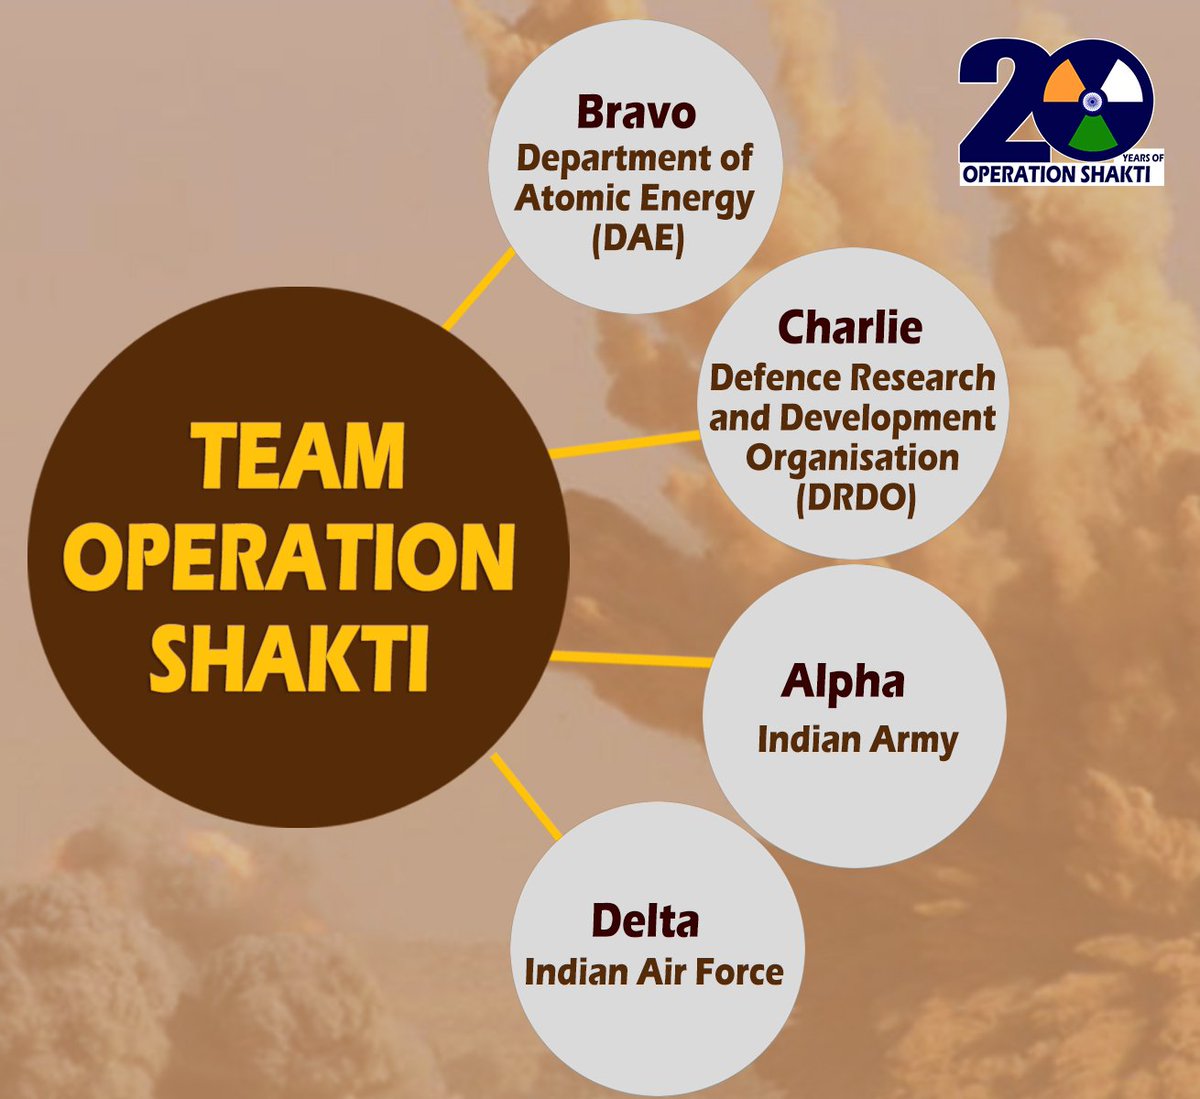 Bravo
Department of
Atomic Energy
(DAE)
20
YEARS OF
OPERATION SHAKTI
Charlie
Defence Research
and Development
Organisation
(DRDO)
TEAM
OPERATION
SHAKTI
Alpha
Indian Army
Delta
Indian Air Force